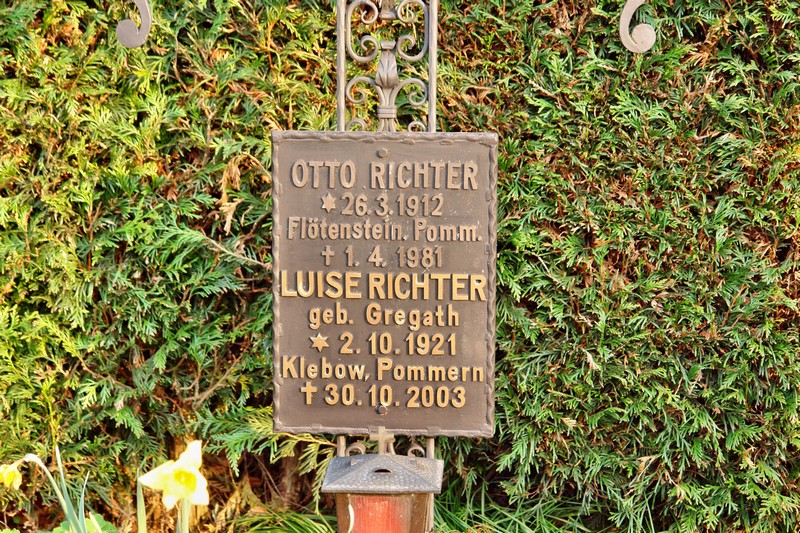 OTTO RICHTER
✶ 26.3.1912
Flötenstein. Pomm.
† 1. 4. 1981
LUISE RICHTER
geb. Gregath
✶ 2. 10. 1921
Klebow, Pommern
† 30. 10. 2003